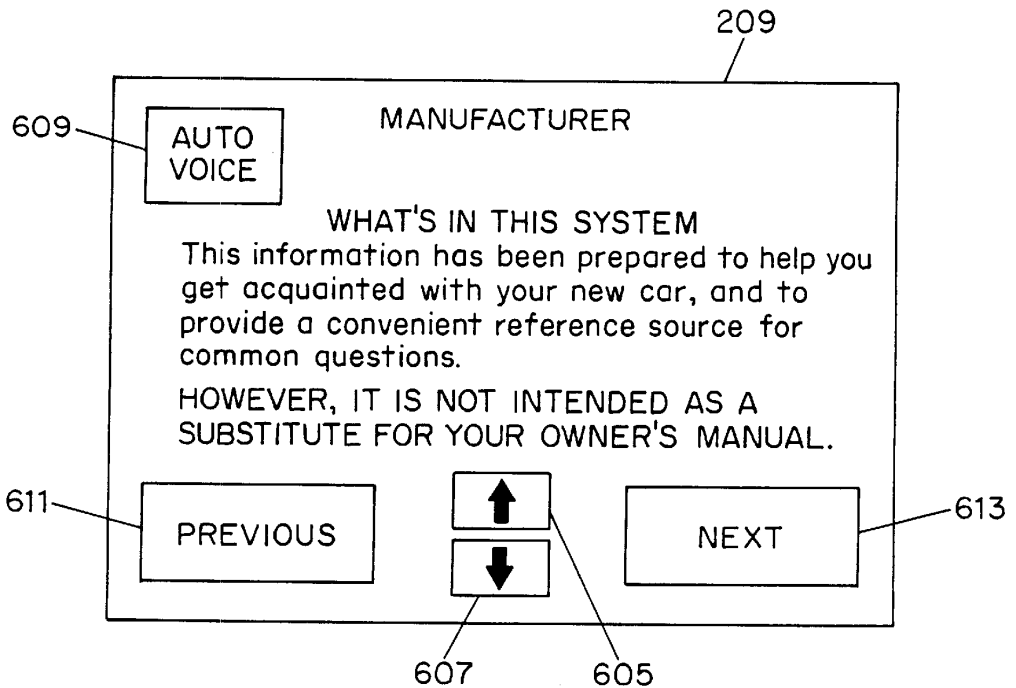 209
MANUFACTURER
609
AUTO
VOICE
WHAT'S IN THIS SYSTEM
This information has been prepared to help you
get acquainted with your new car, and to
provide a convenient reference source for
common questions.
HOWEVER, IT IS NOT INTENDED AS A
SUBSTITUTE FOR YOUR OWNER'S MANUAL.
611
PREVIOUS
NEXT
613
607
605